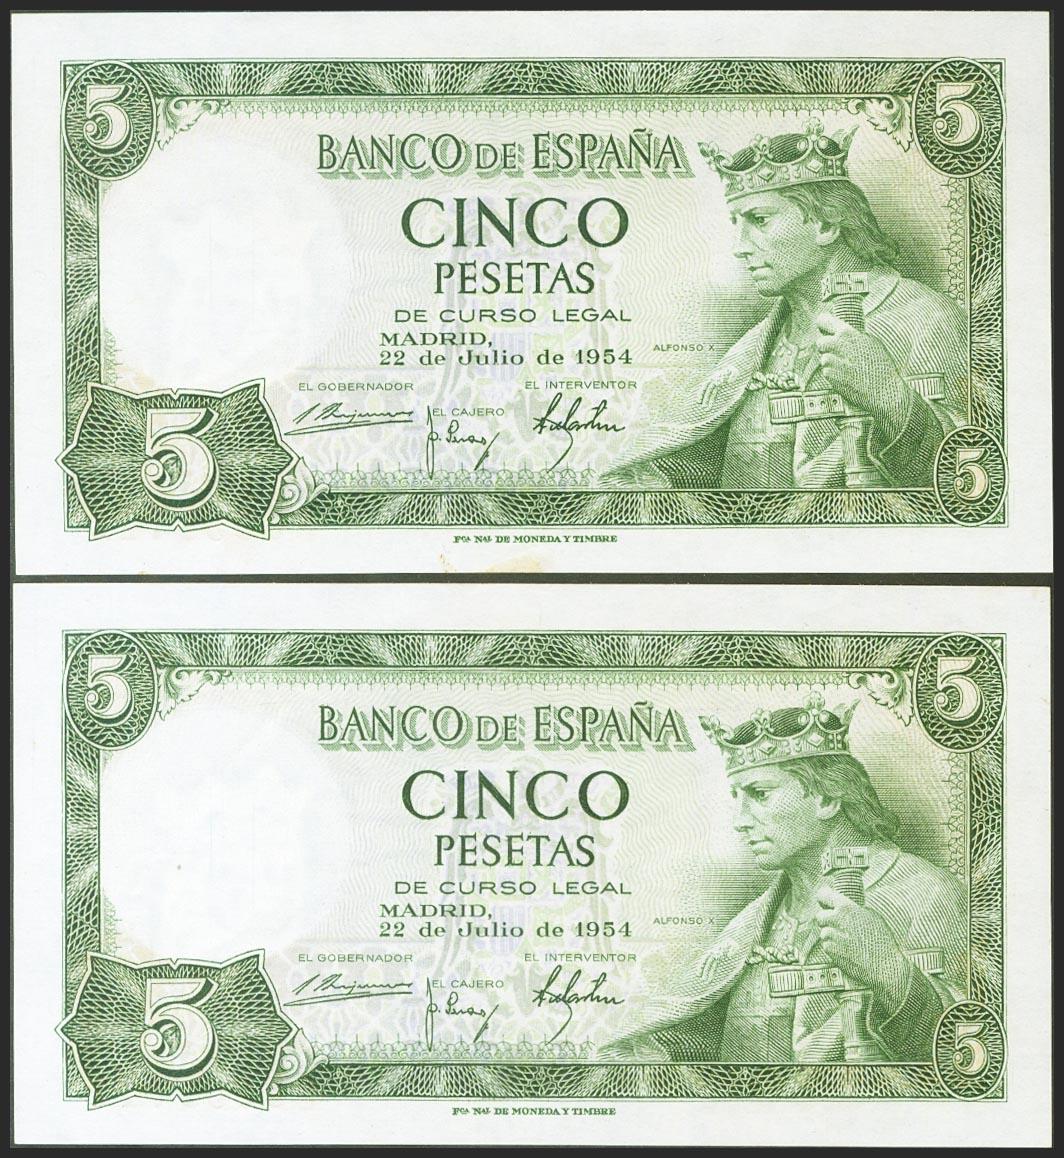 5 5
BANCO DE ESPAÑA
CINCO
PESETAS
DE CURSO LEGAL
MADRID,
22 de Julio de 1954
ALFONSO X
EL GOBERNADOR EL INTERVENTOR
EL CAJERO
5 5
Fca. Nal. DE MONEDA Y TIMBRE
5 5
BANCO DE ESPAÑA
CINCO
PESETAS
DE CURSO LEGAL
MADRID,
22 de Julio de 1954
ALFONSO X
EL GOBERNADOR EL INTERVENTOR
EL CAJERO
5 5
Fca. Nal. DE MONEDA Y TIMBRE